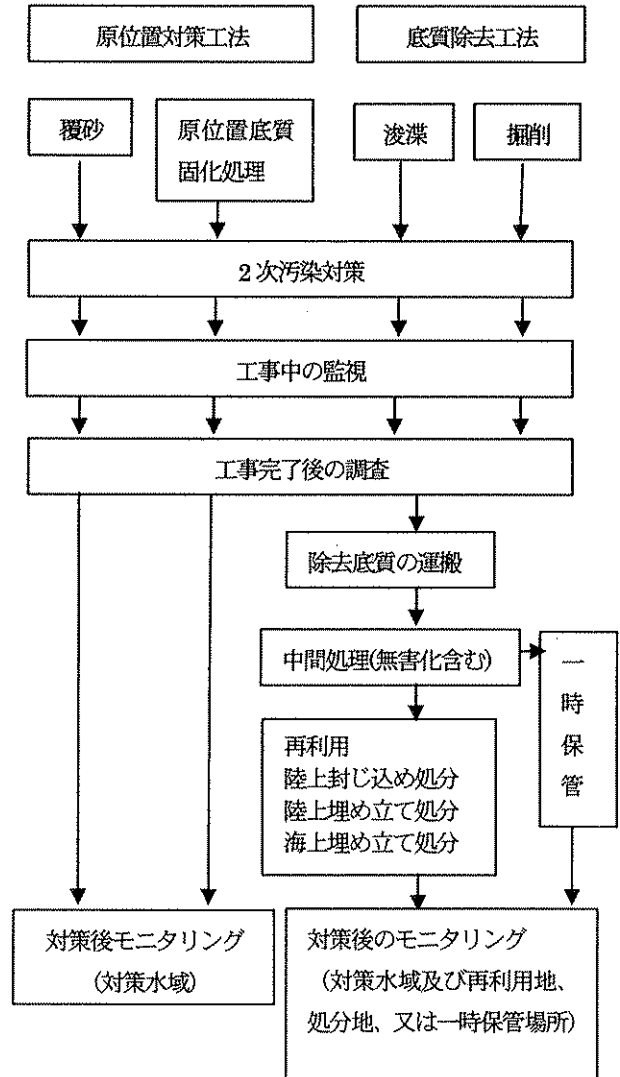 原位置対策工法
底質除去工法
覆砂
原位置底質
固化処理
浚渫
掘削
2次汚染対策
工事中の監視
工事完了後の調査
除去底質の運搬
中間処理(無害化含む)
一時保管
再利用
陸上封じ込め処分
陸上埋め立て処分
海上埋め立て処分
対策後モニタリング
(対策水域)
対策後のモニタリング
(対策水域及び再利用地、
処分地、又は一時保管場所)